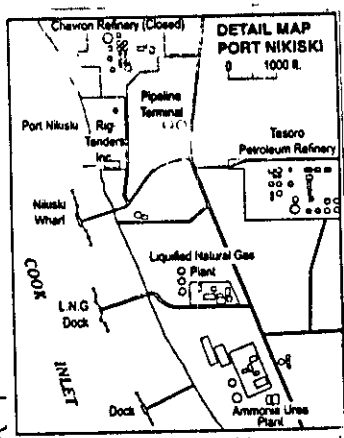 Chevron Refinery (Closed)
DETAIL MAP
PORT NIKISKI
0 1000 ft.
Pipeline
Terminal
Port Nikiski
Rig
Tenders
Inc.
Tesoro
Petroleum Refinery
Nikiski
Wharf
Liquified Natural Gas
Plant
COOK
L.N.G
Dock
INLET
Dock
Ammonia Urea
Plant